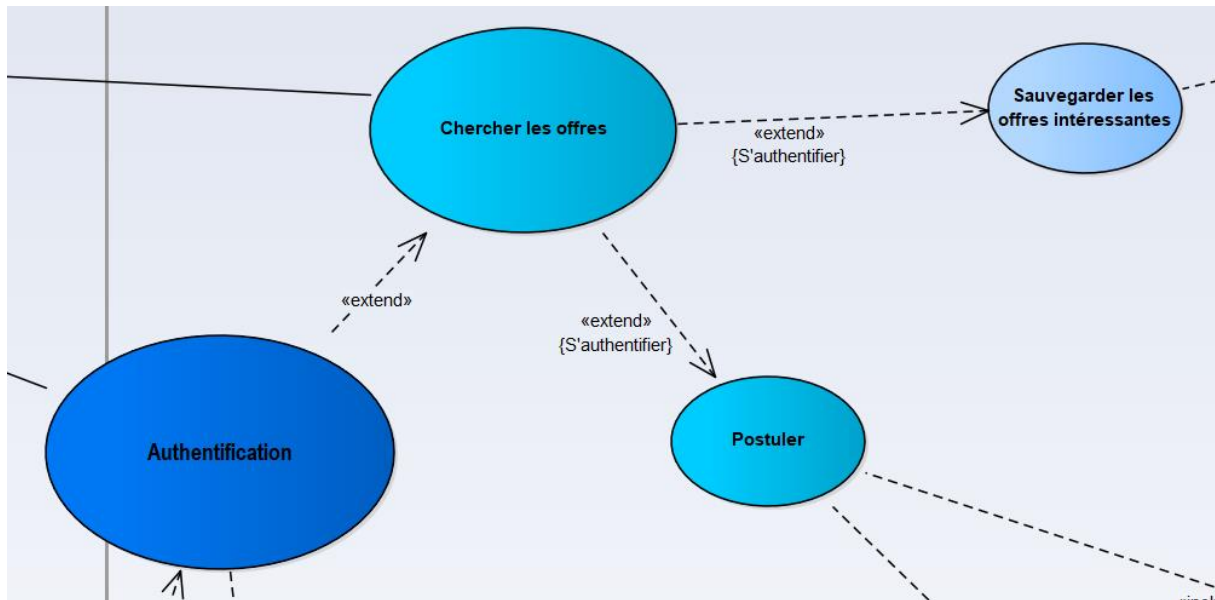 Chercher les offres
Sauvegarder les
offres intéressantes
«extend»
{S'authentifier}
«extend»
«extend»
{S'authentifier}
Authentification
Postuler